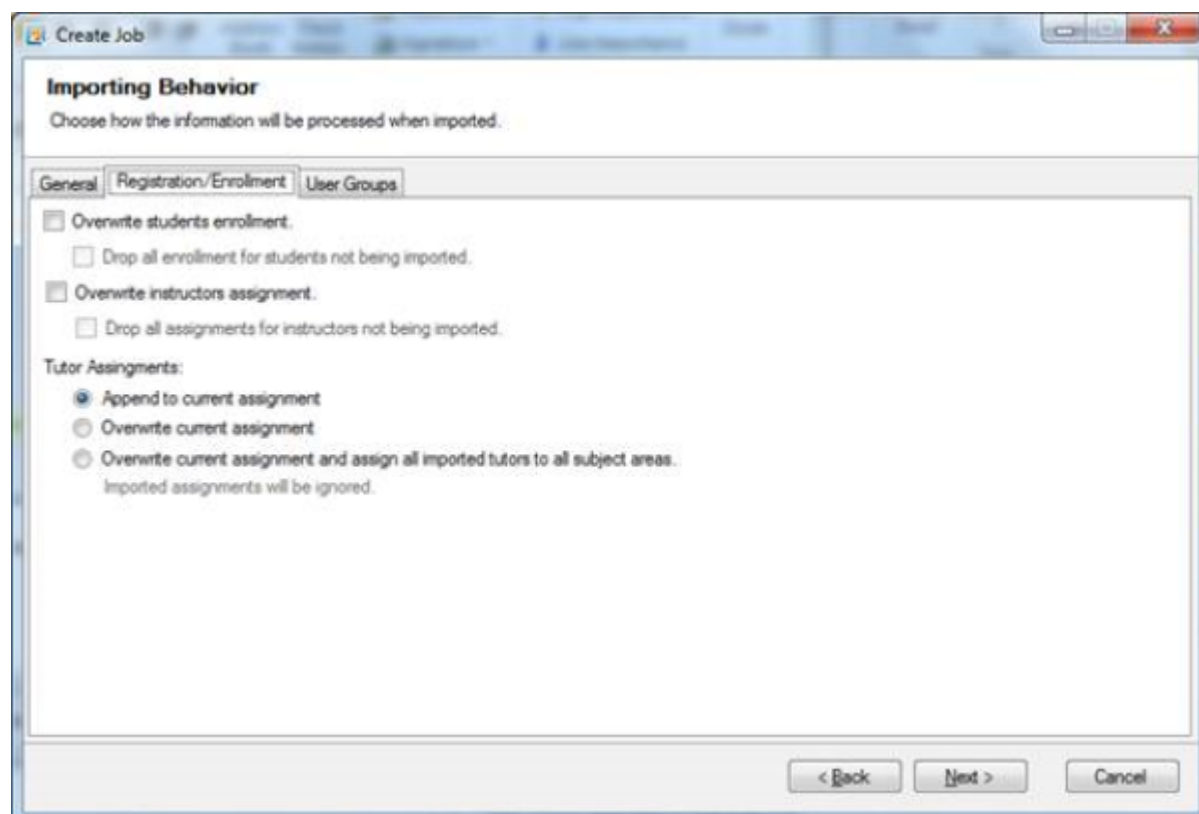 Create Job
Importing Behavior
Choose how the information will be processed when imported.
General Registration/Enrollment User Groups
Overwrite students enrollment.
Drop all enrollment for students not being imported.
Overwrite instructors assignment.
Drop all assignments for instructors not being imported.
Tutor Assingments:
Append to current assignment
Overwrite current assignment
Overwrite current assignment and assign all imported tutors to all subject areas.
Imported assignments will be ignored.
< Back Next > Cancel